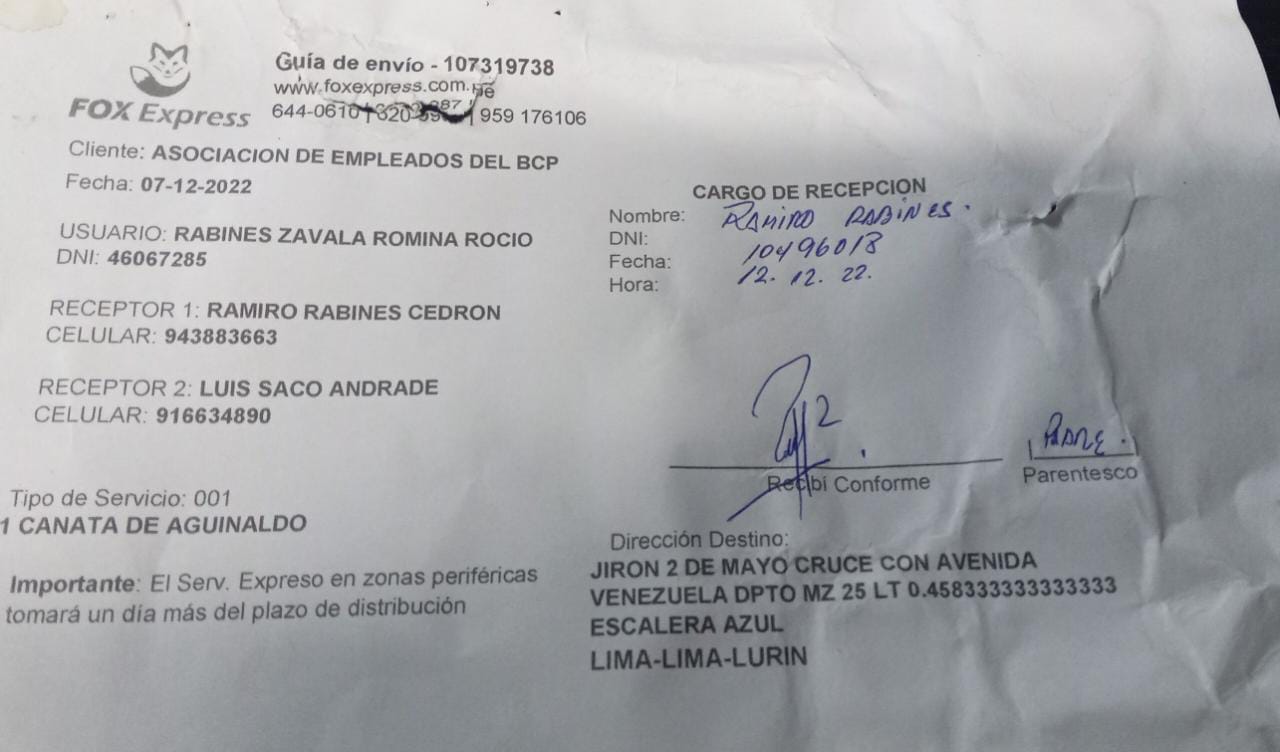 FOX Express
Guía de envío - 107319738
www.foxexpress.com.pe
644-0610 | 320 987 | 959 176106
Cliente: ASOCIACION DE EMPLEADOS DEL BCP
Fecha: 07-12-2022
USUARIO: RABINES ZAVALA ROMINA ROCIO
DNI: 46067285
RECEPTOR 1: RAMIRO RABINES CEDRON
CELULAR: 943883663
RECEPTOR 2: LUIS SACO ANDRADE
CELULAR: 916634890
Tipo de Servicio: 001
1 CANATA DE AGUINALDO
Importante: El Serv. Expreso en zonas periféricas
tomará un día más del plazo de distribución
CARGO DE RECEPCION
Nombre: RAMIRO RABINES.
DNI: 10496018
Fecha: 12. 12. 22.
Hora:
Recibí Conforme
PADRE.
Parentesco
Dirección Destino:
JIRON 2 DE MAYO CRUCE CON AVENIDA
VENEZUELA DPTO MZ 25 LT 0.458333333333333
ESCALERA AZUL
LIMA-LIMA-LURIN